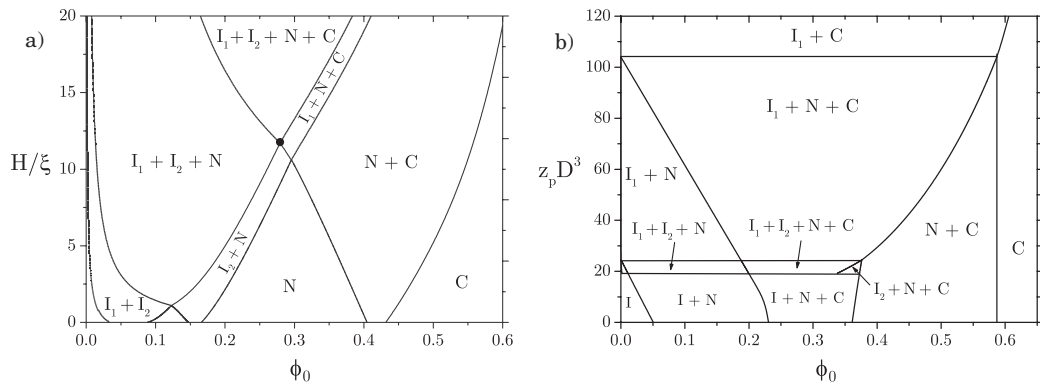 a)
20
15
10
5
0
H/ξ
I₁+I₂+N+C
I₁+N+C
I₁+I₂+N
N+C
I₂+N
I₁+I₂
N
C
0.0 0.1 0.2 0.3 0.4 0.5 0.6
ϕ₀
b)
120
100
80
60
40
20
0
zₚD³
I₁+C
I₁+N+C
I₁+N
I₁+I₂+N
I₁+I₂+N+C
N+C
C
I₂+N+C
I
I+N
I+N+C
0.0 0.1 0.2 0.3 0.4 0.5 0.6
ϕ₀